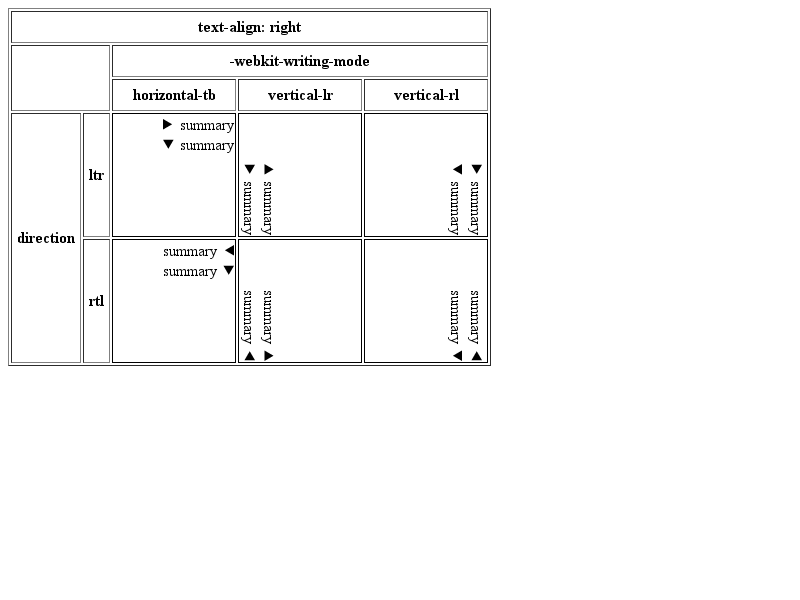 text-align: right
-webkit-writing-mode
horizontal-tb vertical-lr vertical-rl
direction
ltr
▶ summary
▼ summary
▼ summary
▶ summary
▼ summary
◀ summary
rtl
summary ◀
summary ▼
summary ▲
summary ▶
summary ▲
summary ◀